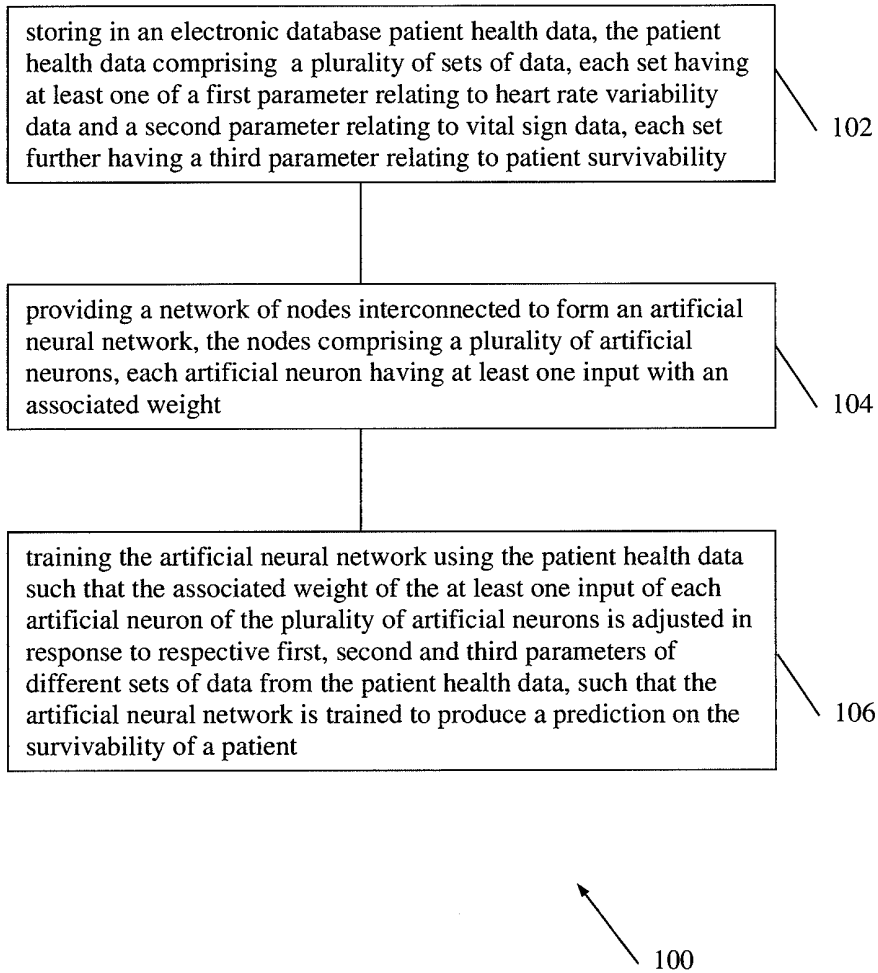 storing in an electronic database patient health data, the patient
health data comprising a plurality of sets of data, each set having
at least one of a first parameter relating to heart rate variability
data and a second parameter relating to vital sign data, each set
further having a third parameter relating to patient survivability
102
providing a network of nodes interconnected to form an artificial
neural network, the nodes comprising a plurality of artificial
neurons, each artificial neuron having at least one input with an
associated weight
104
training the artificial neural network using the patient health data
such that the associated weight of the at least one input of each
artificial neuron of the plurality of artificial neurons is adjusted in
response to respective first, second and third parameters of
different sets of data from the patient health data, such that the
artificial neural network is trained to produce a prediction on the
survivability of a patient
106
100